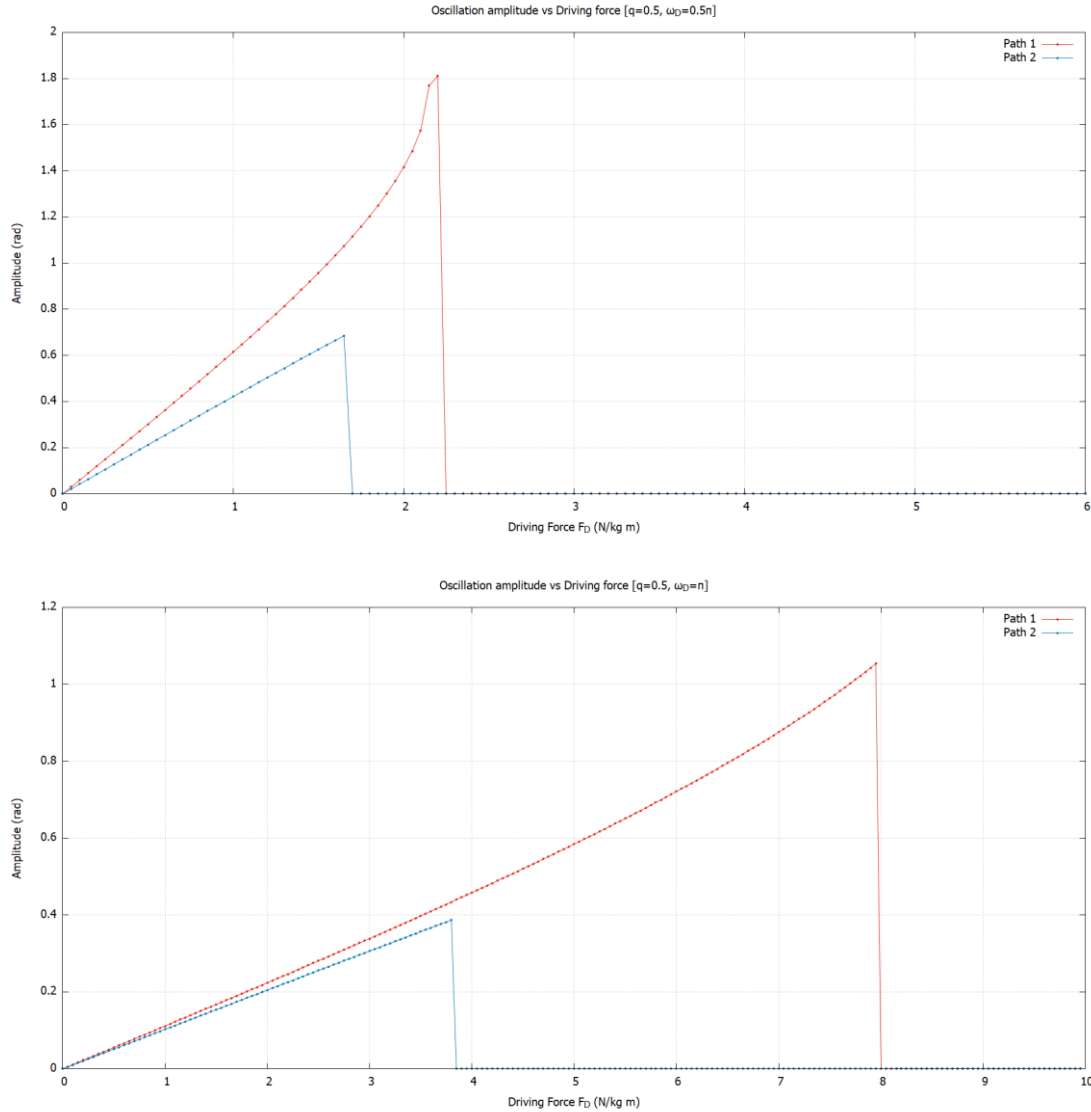 Oscillation amplitude vs Driving force [q=0.5, ω_D=0.5π]
2
1.8
1.6
1.4
1.2
1
0.8
0.6
0.4
0.2
0
Amplitude (rad)
Path 1
Path 2
0 1 2 3 4 5 6
Driving Force F_D (N/kg m)
Oscillation amplitude vs Driving force [q=0.5, ω_D=π]
1.2
1
0.8
0.6
0.4
0.2
0
Amplitude (rad)
Path 1
Path 2
0 1 2 3 4 5 6 7 8 9 10
Driving Force F_D (N/kg m)